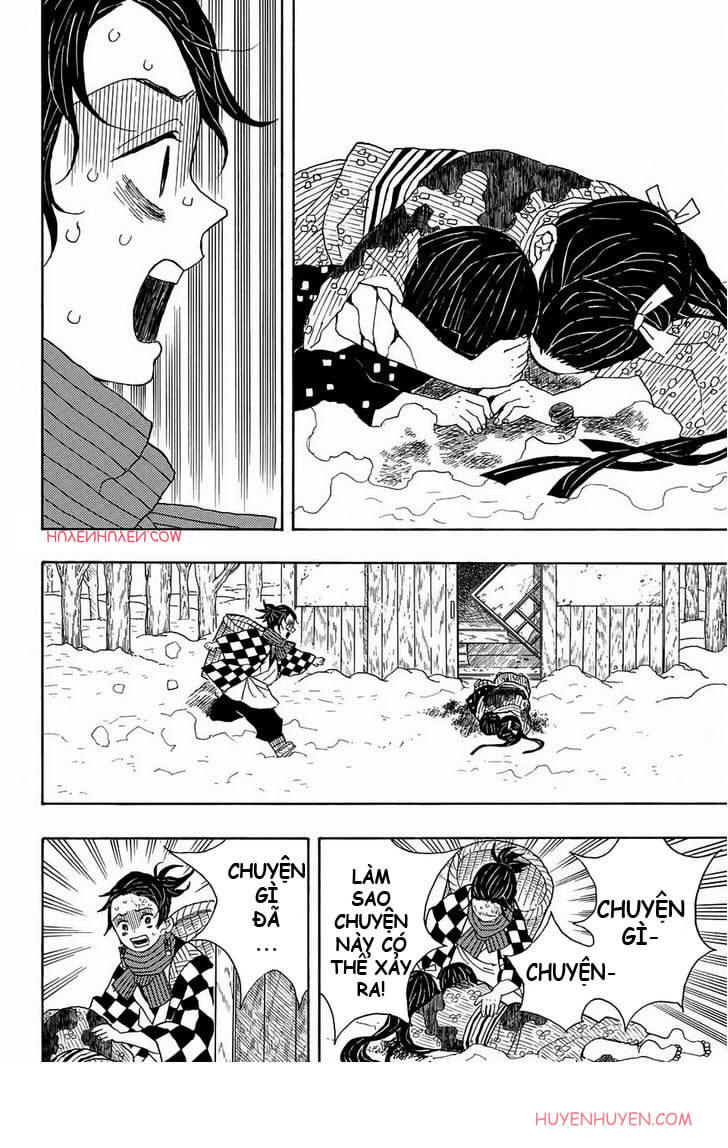 HUYENHUYEN.COM
CHUYỆN
GÌ-
CHUYỆN-
LÀM
SAO
CHUYỆN
NÀY CÓ
THỂ XẢY
RA!
CHUYỆN
GÌ
ĐÃ
...
HUYENHUYEN.COM